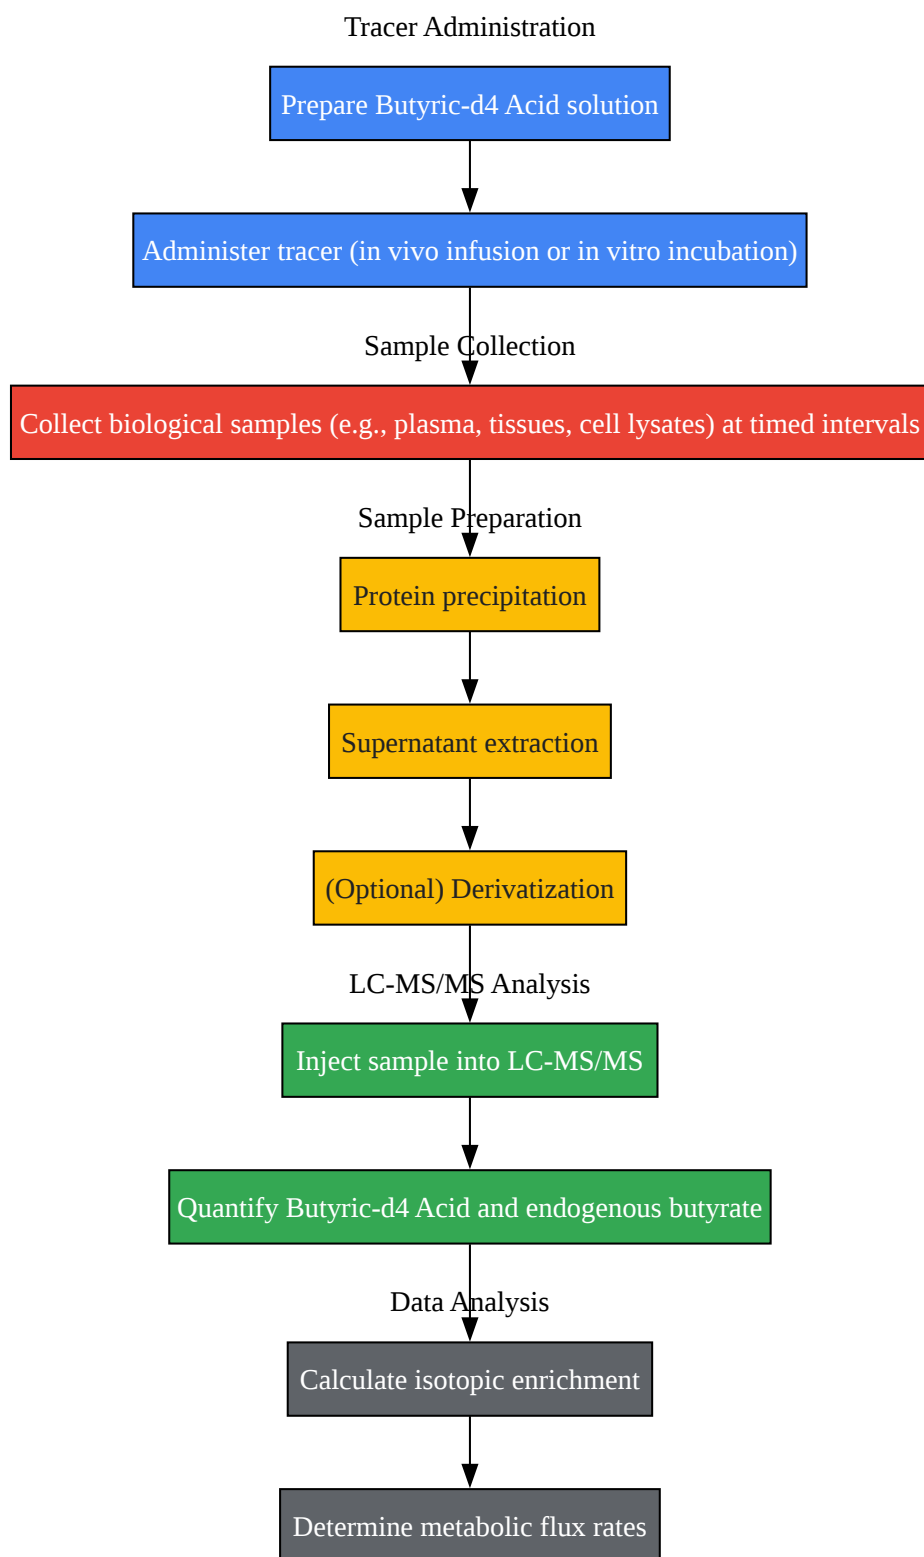 Tracer Administration
Prepare Butyric-d4 Acid solution
Administer tracer (in vivo infusion or in vitro incubation)
Sample Collection
Collect biological samples (e.g., plasma, tissues, cell lysates) at timed intervals
Sample Preparation
Protein precipitation
Supernatant extraction
(Optional) Derivatization
LC-MS/MS Analysis
Inject sample into LC-MS/MS
Quantify Butyric-d4 Acid and endogenous butyrate
Data Analysis
Calculate isotopic enrichment
Determine metabolic flux rates